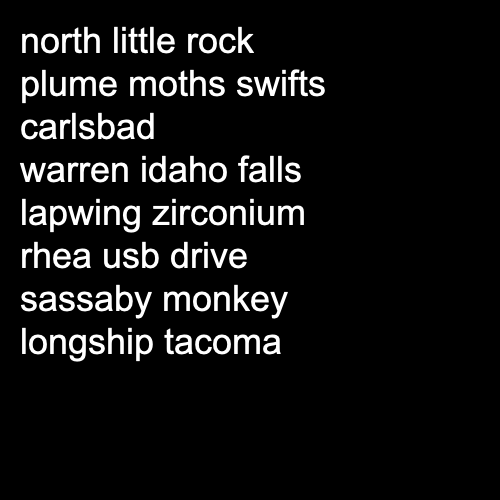 north little rock
plume moths swifts
carlsbad
warren idaho falls
lapwing zirconium
rhea usb drive
sassaby monkey
longship tacoma